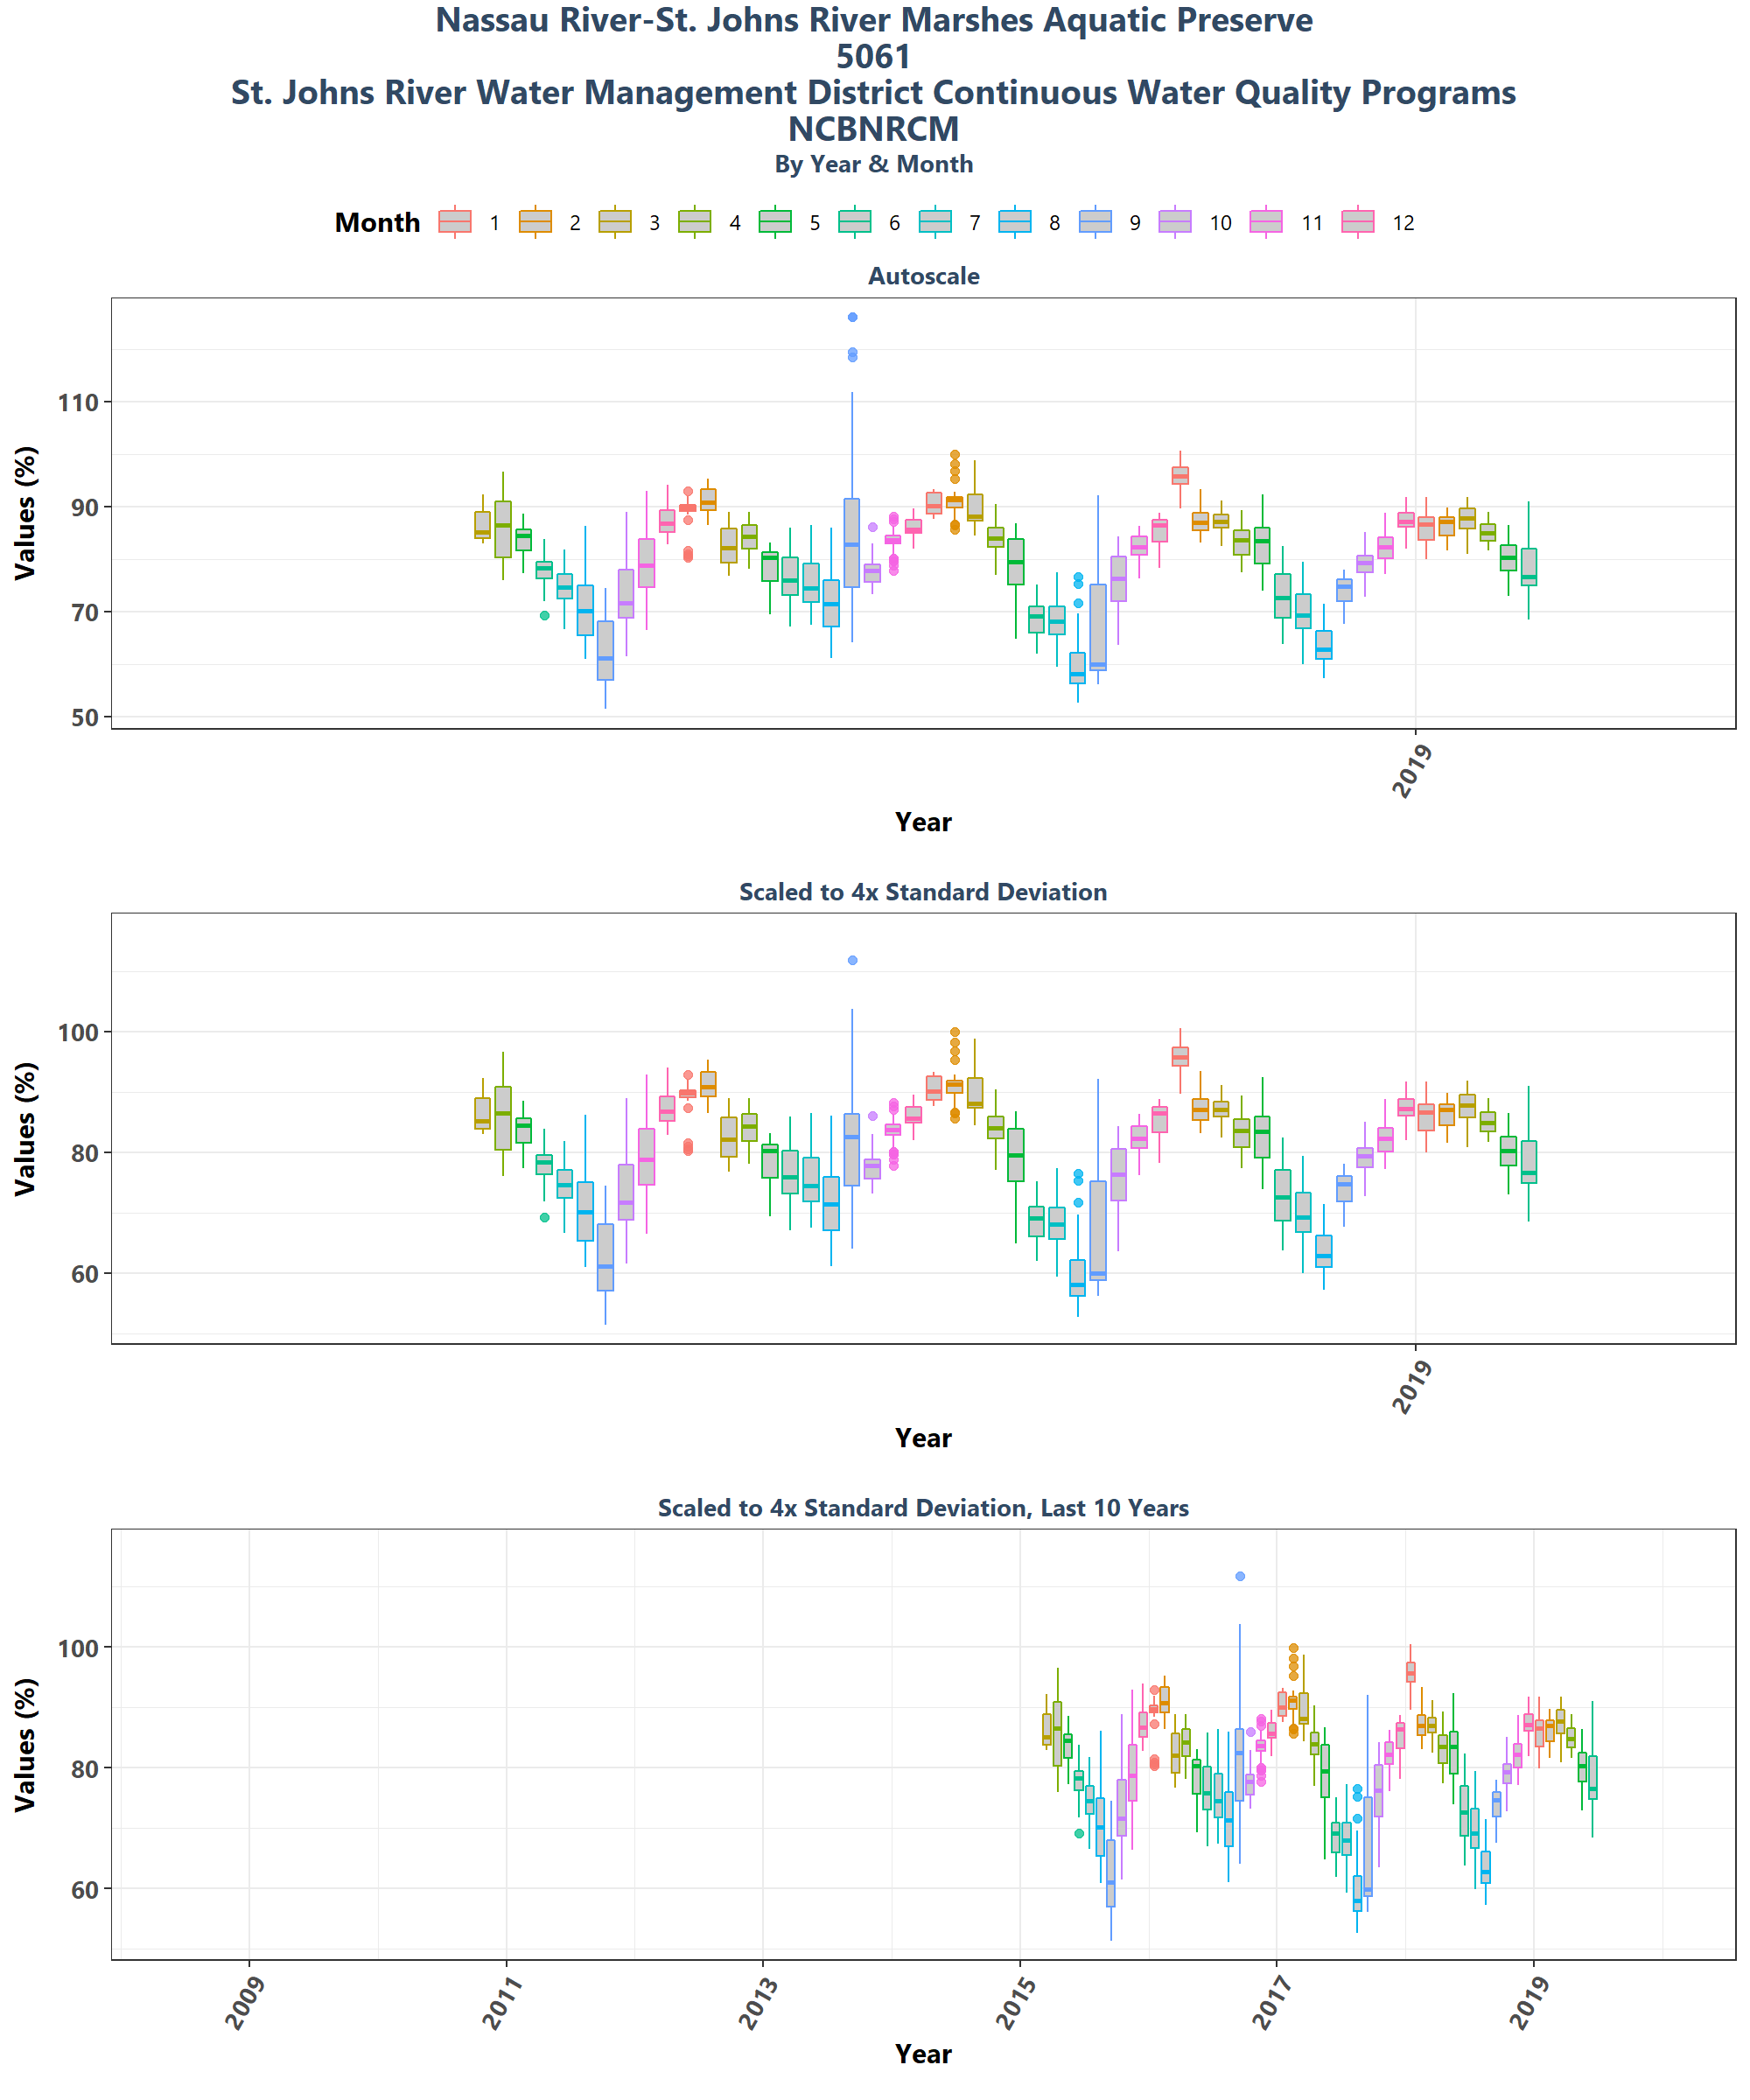 Nassau River-St. Johns River Marshes Aquatic Preserve
5061
St. Johns River Water Management District Continuous Water Quality Programs
NCBNRCM
By Year & Month
Month 1 2 3 4 5 6 7 8 9 10 11 12
Autoscale
Values (%)
110
90
70
50
2019
Year
Scaled to 4x Standard Deviation
Values (%)
100
80
60
2019
Year
Scaled to 4x Standard Deviation, Last 10 Years
Values (%)
100
80
60
2009 2011 2013 2015 2017 2019
Year